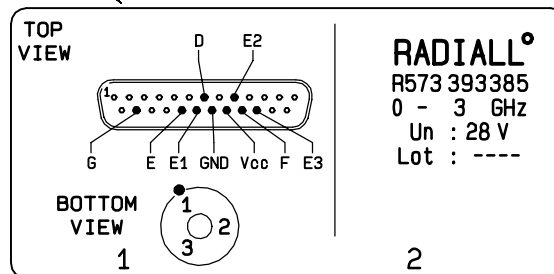 TOP
VIEW
D E2
1
G E E1 GND Vcc F E3
BOTTOM
VIEW
1
2
3
1
RADIALL°
R573 393385
0 - 3 GHz
Un : 28 V
Lot : ----
2